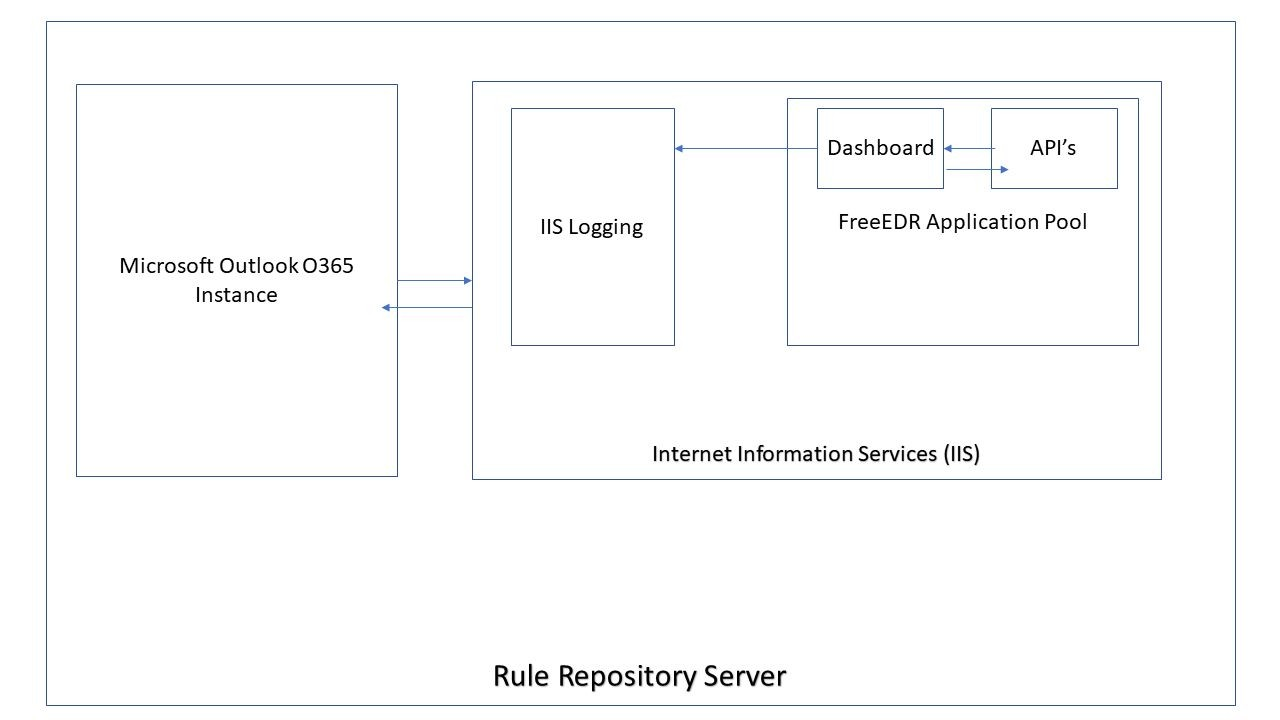 Dashboard
API’s
FreeEDR Application Pool
IIS Logging
Microsoft Outlook O365
Instance
Internet Information Services (IIS)
Rule Repository Server